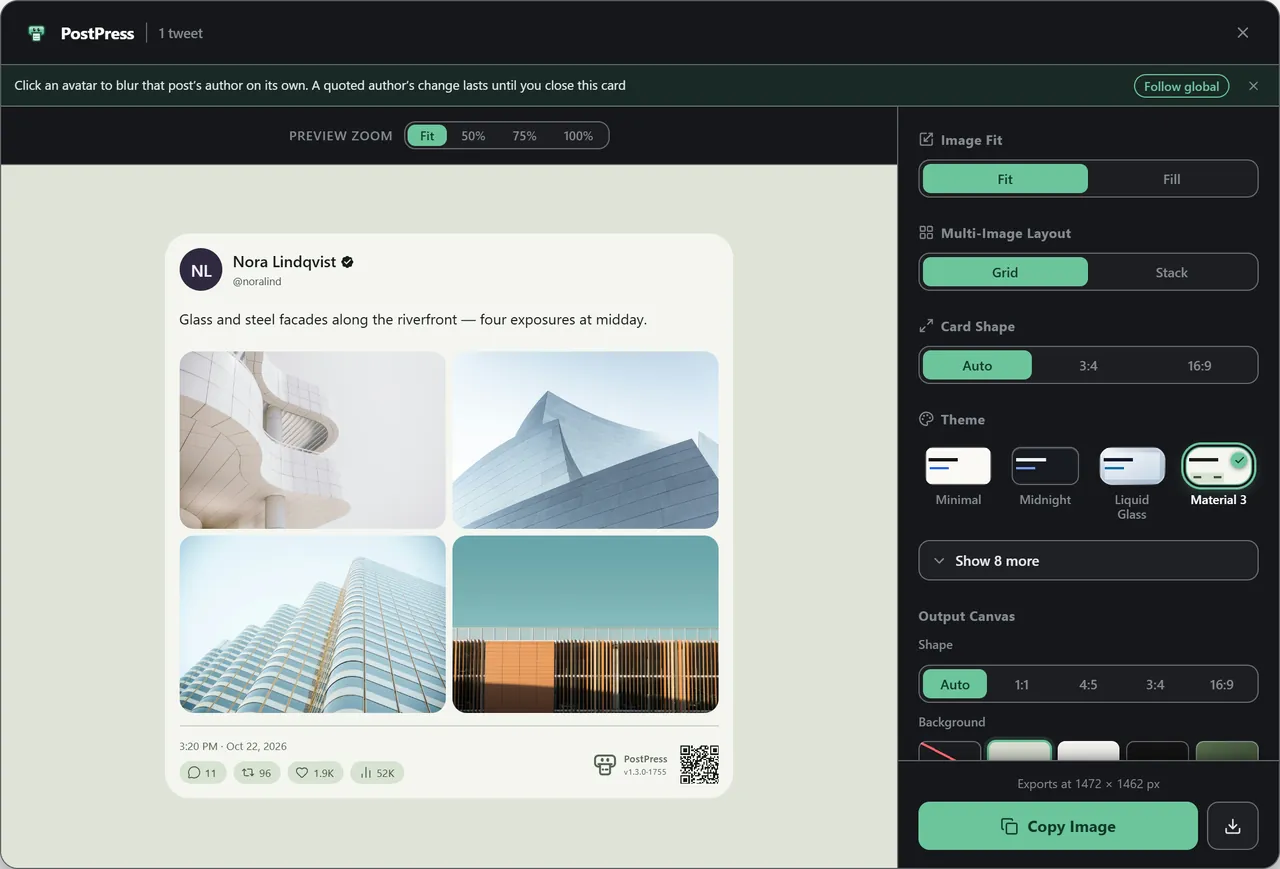 PostPress
1 tweet
Click an avatar to blur that post's author on its own. A quoted author's change lasts until you close this card
Follow global
PREVIEW ZOOM
Fit
50%
75%
100%
NL
Nora Lindqvist
@noralind
Glass and steel facades along the riverfront — four exposures at midday.
3:20 PM · Oct 22, 2026
11
96
1.9K
52K
PostPress
v1.3.0-1755
Image Fit
Fit
Fill
Multi-Image Layout
Grid
Stack
Card Shape
Auto
3:4
16:9
Theme
Minimal
Midnight
Liquid
Glass
Material 3
Show 8 more
Output Canvas
Shape
Auto
1:1
4:5
3:4
16:9
Background
Exports at 1472 × 1462 px
Copy Image